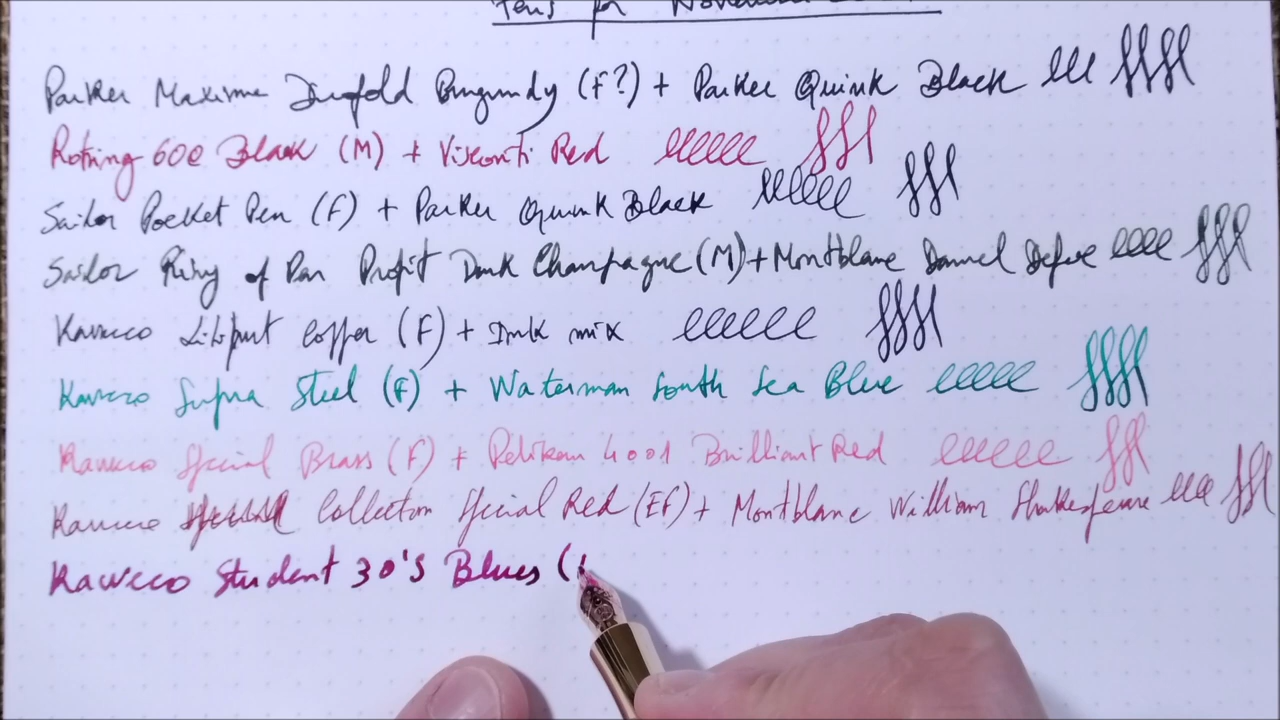 Pens for November
Parker Maxima Duofold Burgundy (F?) + Parker Quink Black
Rotring 600 Black (M) + Visconti Red
Sailor Pocket Pen (F) + Parker Quink Black
Sailor Ring of Pan Profit Dark Champagne (M) + Montblanc Daniel Defoe
Kaweco Liliput Copper (F) + Ink mix
Kaweco Supra Steel (F) + Waterman South Sea Blue
Kaweco Special Brass (F) + Pelikan 4001 Brilliant Red
Kaweco Collection Special Red (EF) + Montblanc William Shakespeare
Kaweco Student 30's Blues (